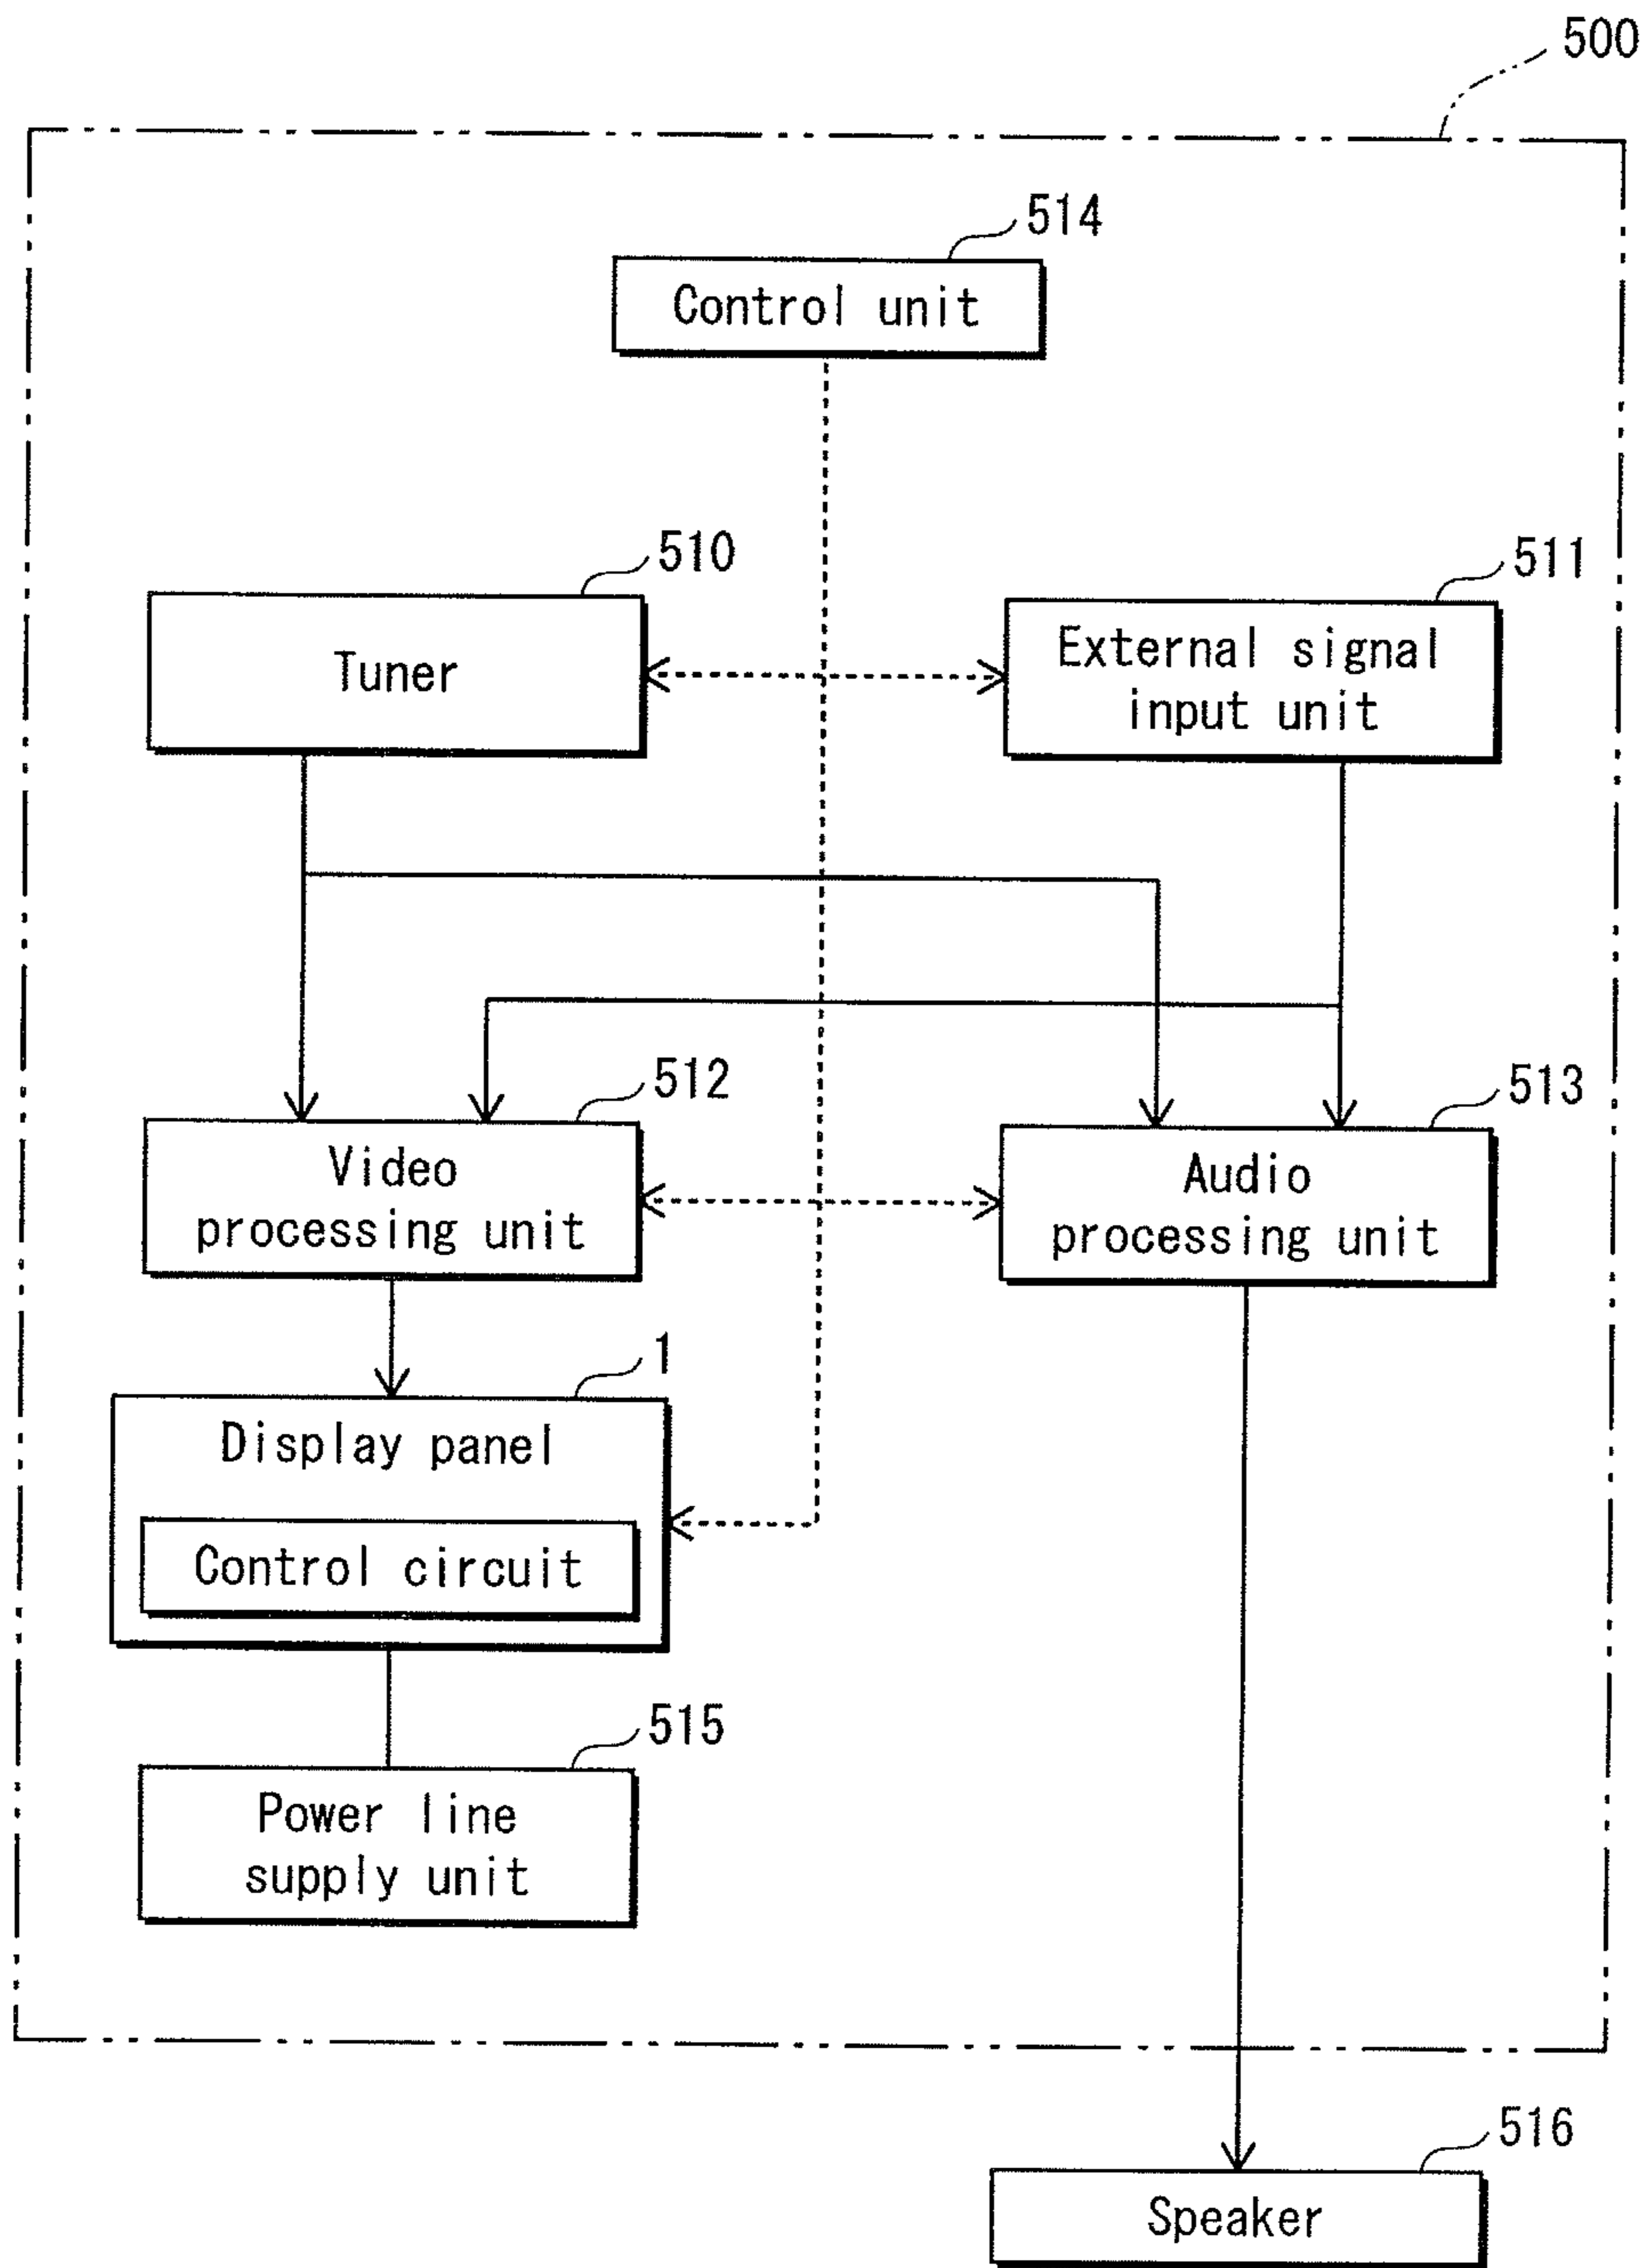 500
514
Control unit
510
511
Tuner
External signal
input unit
512
513
Video
processing unit
Audio
processing unit
1
Display panel
Control circuit
515
Power line
supply unit
516
Speaker